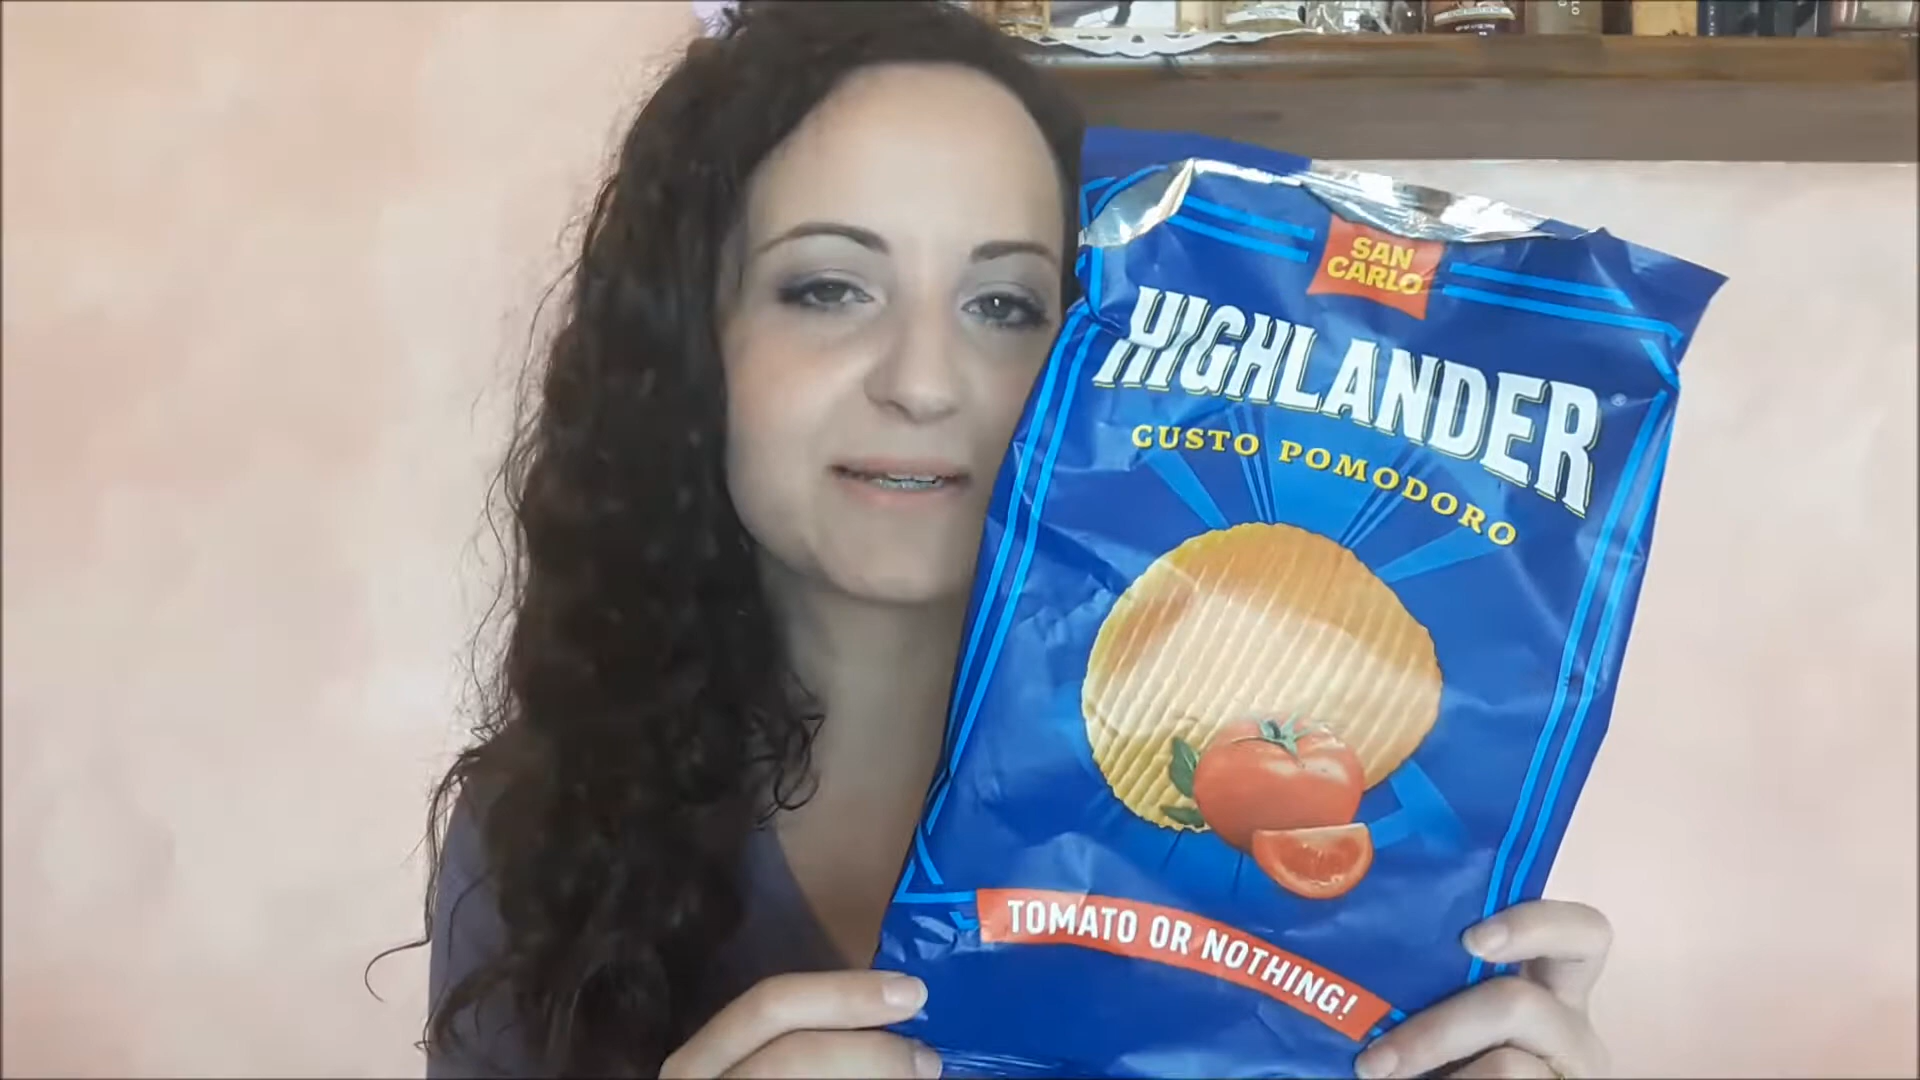 SAN
CARLO
HIGHLANDER®
GUSTO POMODORO
TOMATO OR NOTHING!